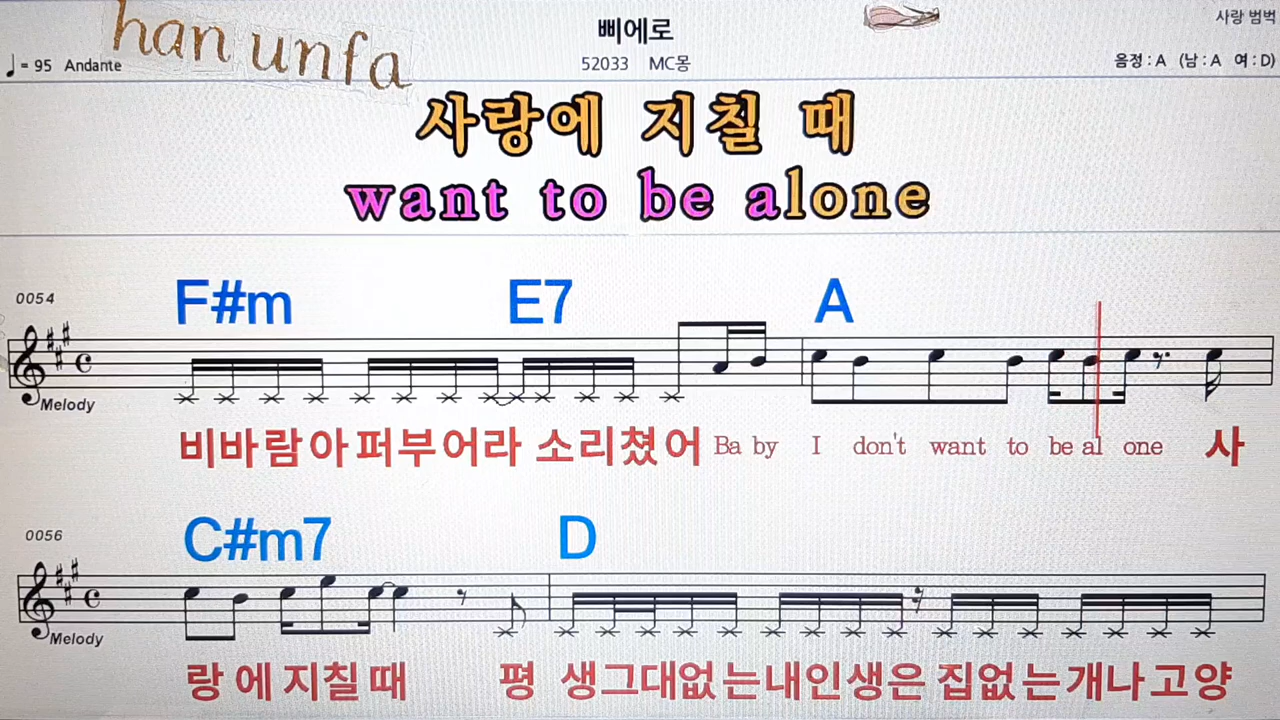 han unfa
삐에로
사랑 범벅
♩= 95 Andante
52033 MC몽
음정 : A (남 : A 여 : D)
사랑에 지칠 때
want to be alone
0054
F#m E7 A
Melody
비바람아퍼부어라 소리쳤어 Ba by I don't want to be al one 사
0056
C#m7 D
Melody
랑에지칠때 평 생그대없는내인생은 집없는개나고양